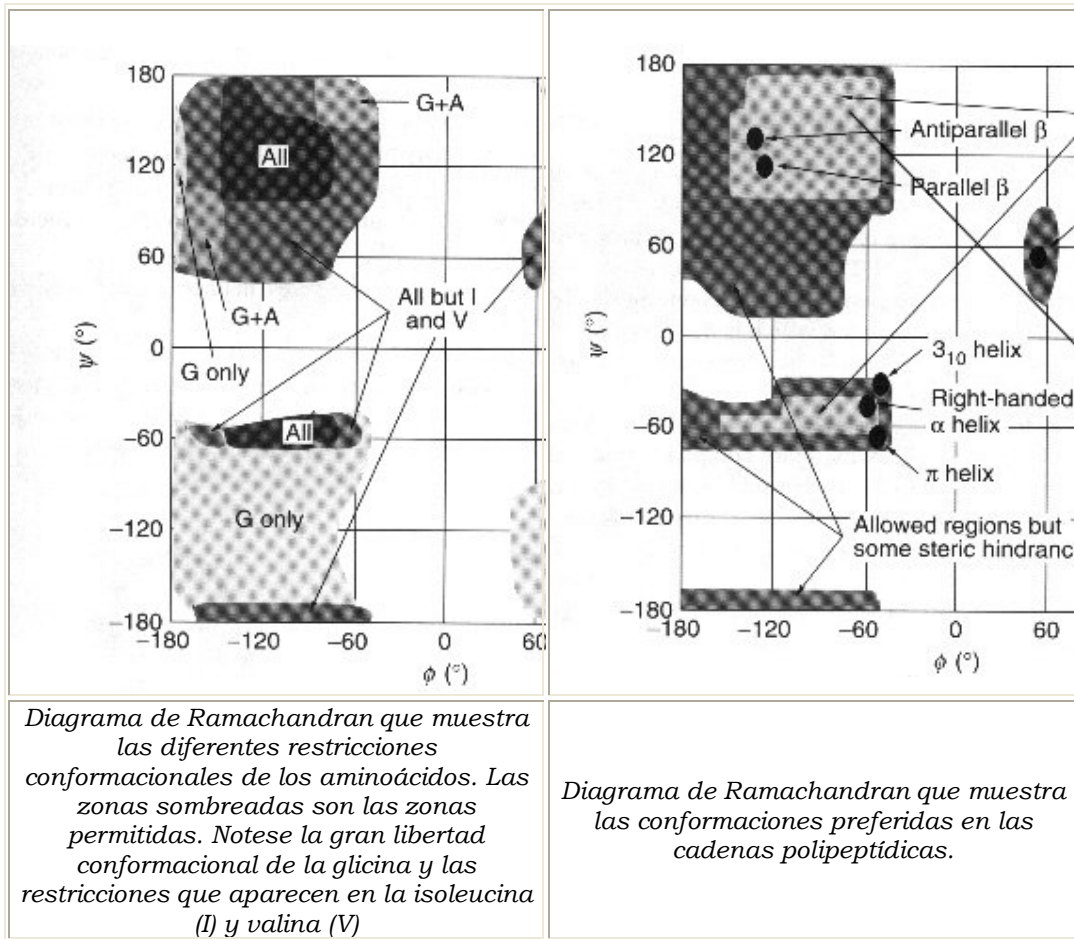 180
120
60
0
−60
−120
−180
ψ (°)
G+A
All
G+A
All but I
and V
G only
All
G only
−180
−120
−60
0
60
ϕ (°)
180
120
60
0
−60
−120
−180
ψ (°)
Antiparallel β
Parallel β
3₁₀ helix
Right-handed
α helix
π helix
Allowed regions but
some steric hindranc
−180
−120
−60
0
60
ϕ (°)
Diagrama de Ramachandran que muestra
las diferentes restricciones
conformacionales de los aminoácidos. Las
zonas sombreadas son las zonas
permitidas. Notese la gran libertad
conformacional de la glicina y las
restricciones que aparecen en la isoleucina
(I) y valina (V)
Diagrama de Ramachandran que muestra
las conformaciones preferidas en las
cadenas polipeptídicas.